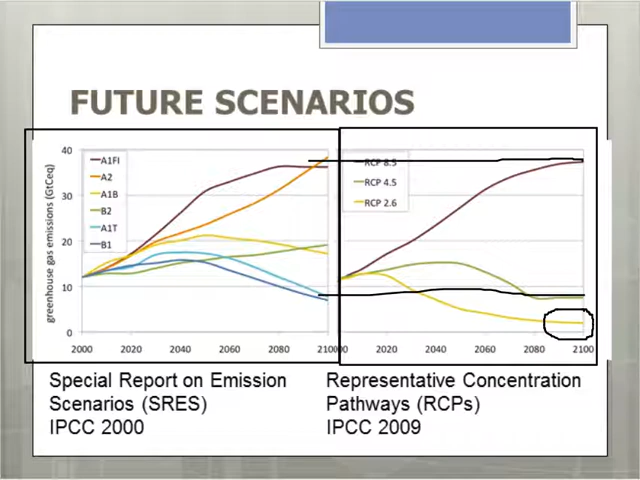 FUTURE SCENARIOS
greenhouse gas emissions (GtCeq)
40
30
20
10
0
A1FI
A2
A1B
B2
A1T
B1
2000
2020
2040
2060
2080
2100
RCP 8.5
RCP 4.5
RCP 2.6
2020
2040
2060
2080
2100
Special Report on Emission
Scenarios (SRES)
IPCC 2000
Representative Concentration
Pathways (RCPs)
IPCC 2009